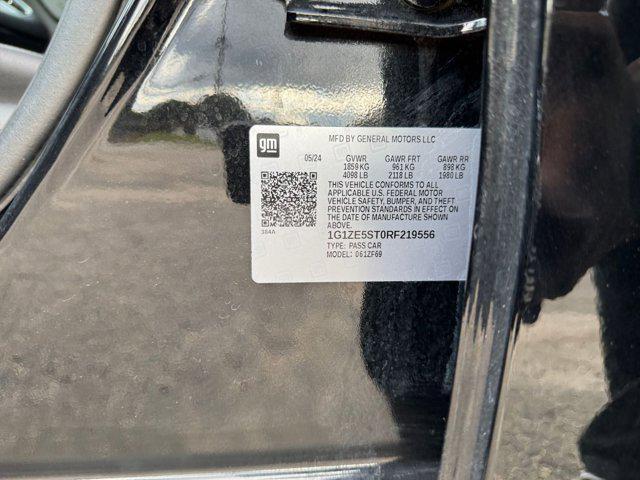 gm
MFD BY GENERAL MOTORS LLC
05/24 GVWR GAWR FRT GAWR RR
1859 KG 961 KG 898 KG
4098 LB 2118 LB 1980 LB
THIS VEHICLE CONFORMS TO ALL
APPLICABLE U.S. FEDERAL MOTOR
VEHICLE SAFETY, BUMPER, AND THEFT
PREVENTION STANDARDS IN EFFECT ON
THE DATE OF MANUFACTURE SHOWN
ABOVE.
384A
1G1ZE5ST0RF219556
TYPE: PASS CAR
MODEL: 061ZF69